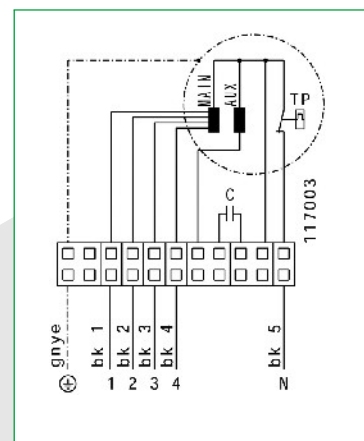 MAIN
AUX
TP
C
117003
gnye
bk 1
bk 2
bk 3
bk 4
bk 5
1
2
3
4
N